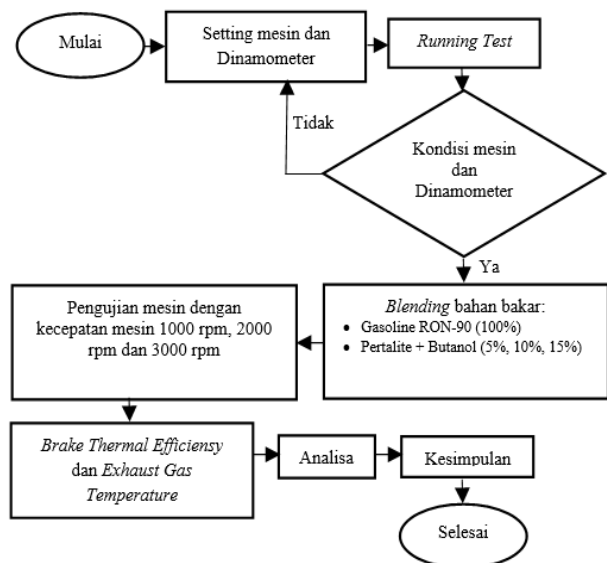 Mulai
Setting mesin dan
Dinamometer
Running Test
Tidak
Kondisi mesin
dan
Dinamometer
Ya
Blending bahan bakar:
• Gasoline RON-90 (100%)
• Pertalite + Butanol (5%, 10%, 15%)
Pengujian mesin dengan
kecepatan mesin 1000 rpm, 2000
rpm dan 3000 rpm
Brake Thermal Efficiensy
dan Exhaust Gas
Temperature
Analisa
Kesimpulan
Selesai